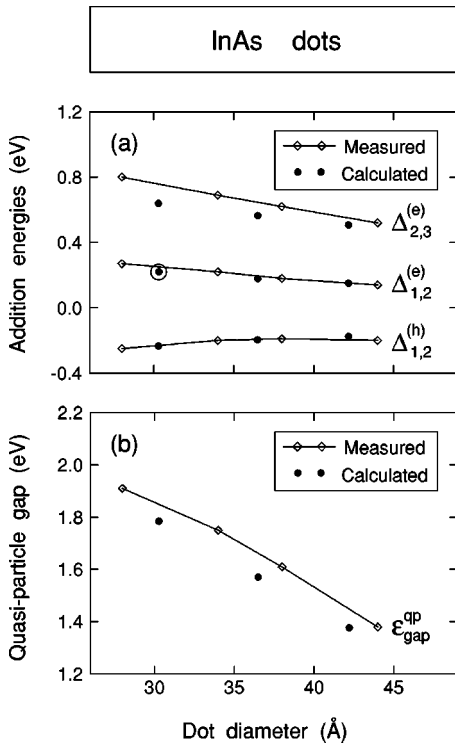 InAs dots
(a)
Measured
Calculated
1.2
0.8
0.4
0.0
-0.4
Addition energies (eV)
Δ2,3(e)
Δ1,2(e)
Δ1,2(h)
(b)
Measured
Calculated
2.2
2.0
1.8
1.6
1.4
1.2
Quasi-particle gap (eV)
εgapqp
30 35 40 45
Dot diameter (Å)